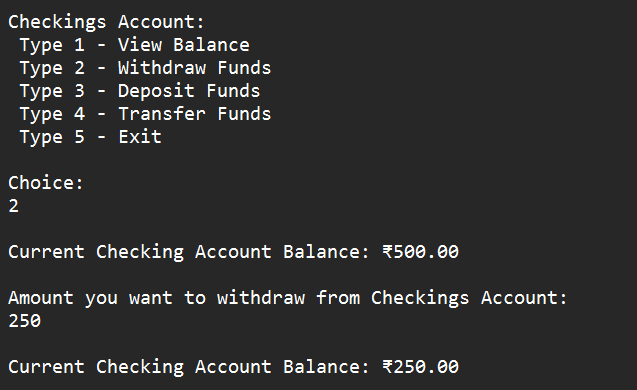 Checkings Account:
Type 1 - View Balance
Type 2 - Withdraw Funds
Type 3 - Deposit Funds
Type 4 - Transfer Funds
Type 5 - Exit
Choice:
2
Current Checking Account Balance: ₹500.00
Amount you want to withdraw from Checkings Account:
250
Current Checking Account Balance: ₹250.00